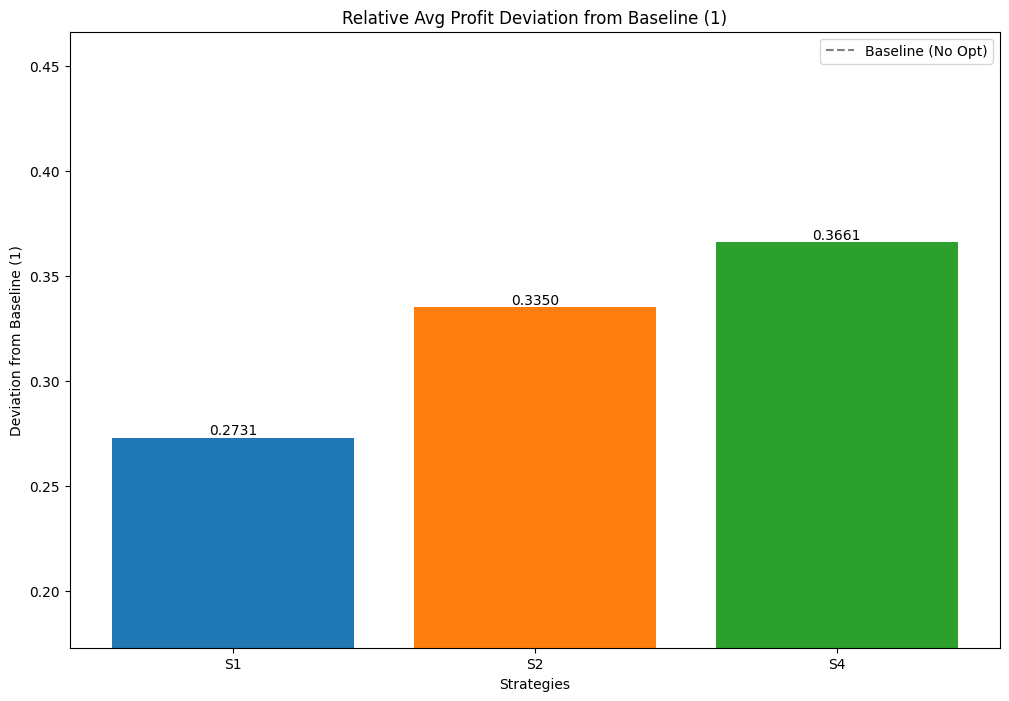 Relative Avg Profit Deviation from Baseline (1)
Baseline (No Opt)
Deviation from Baseline (1)
0.45
0.40
0.35
0.30
0.25
0.20
0.2731
0.3350
0.3661
S1
S2
S4
Strategies